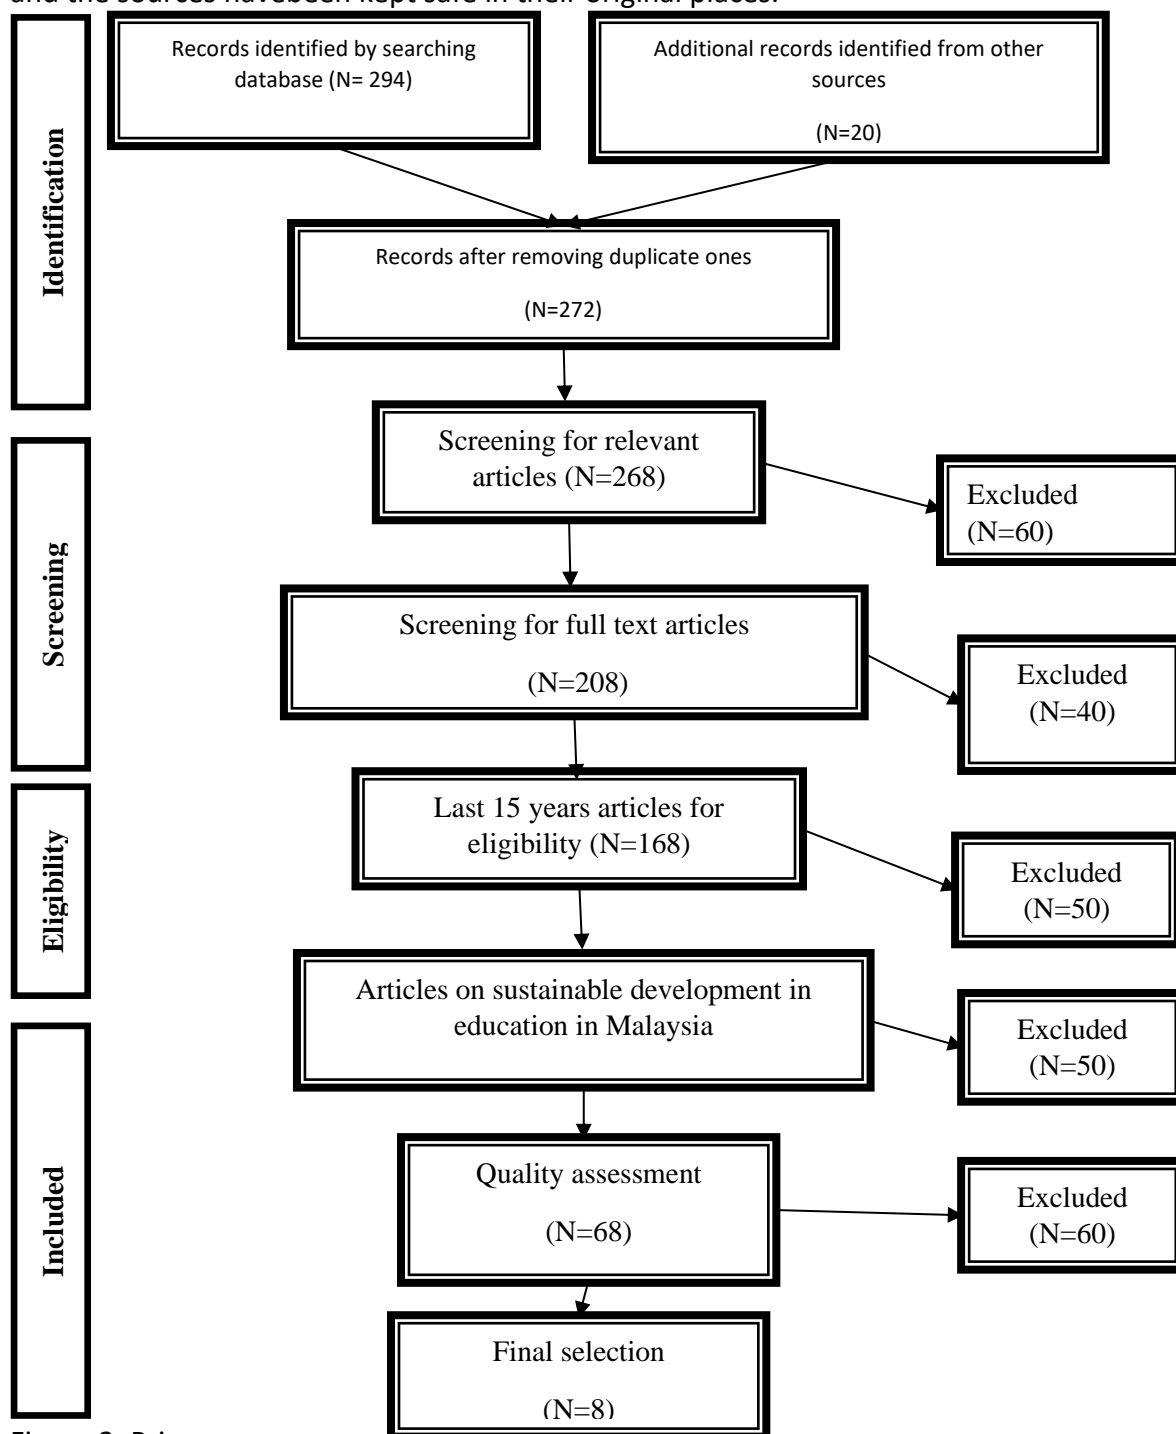 and the sources havebeen kept safe in their original places.
Records identified by searching
database (N= 294)
Additional records identified from other
sources
(N=20)
Identification
Records after removing duplicate ones
(N=272)
Screening for relevant
articles (N=268)
Excluded
(N=60)
Screening
Screening for full text articles
(N=208)
Excluded
(N=40)
Eligibility
Last 15 years articles for
eligibility (N=168)
Excluded
(N=50)
Articles on sustainable development in
education in Malaysia
Excluded
(N=50)
Included
Quality assessment
(N=68)
Excluded
(N=60)
Final selection
(N=8)